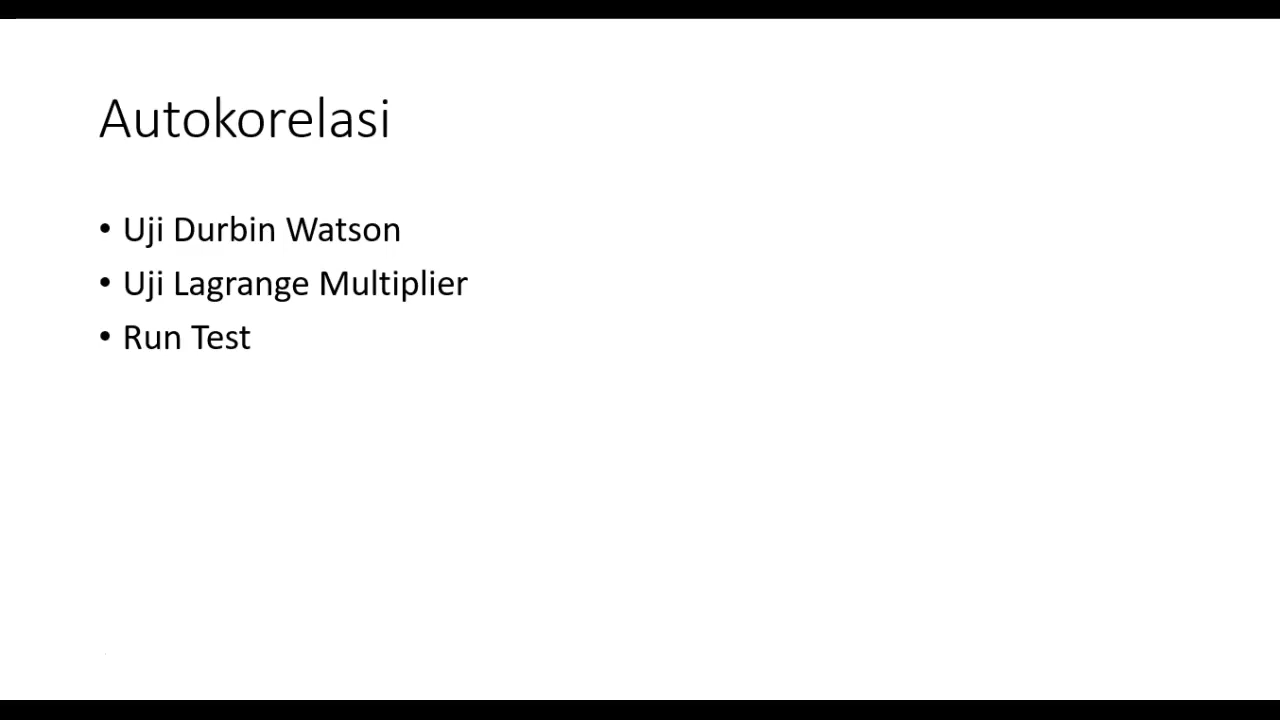 Autokorelasi
• Uji Durbin Watson
• Uji Lagrange Multiplier
• Run Test